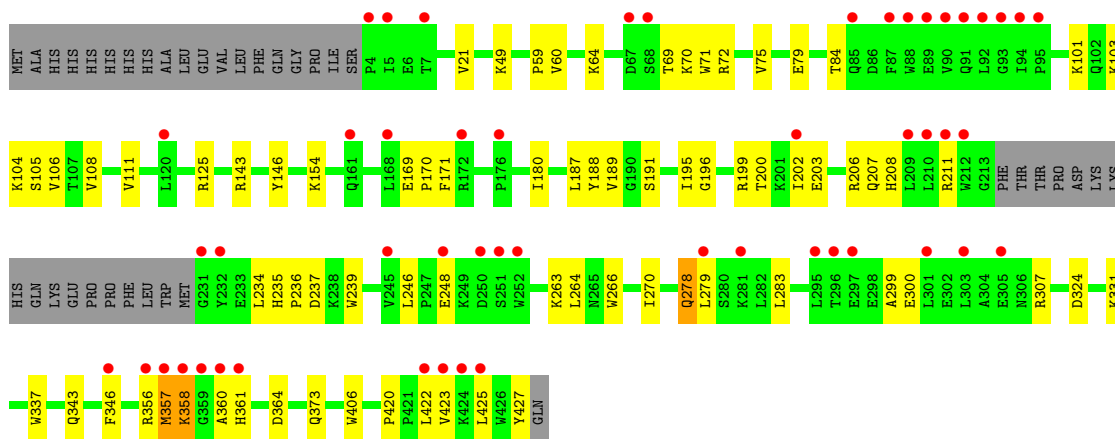 MET ALA HIS HIS HIS HIS HIS HIS ALA LEU GLU VAL LEU PHE GLN GLY PRO ILE SER P4 I5 E6 T7 V21 K49 P59 V60 K64 D67 S68 T69 K70 W71 R72 V75 E79 T84 Q85 D86 F87 W88 E89 V90 Q91 L92 G93 I94 P95 K101 Q102 K103
K104 S105 V106 T107 V108 V111 L120 R125 R143 Y146 K154 Q161 L168 E169 P170 F171 R172 P176 I180 L187 Y188 V189 G190 S191 I195 G196 R199 T200 K201 I202 E203 R206 Q207 H208 L209 L210 R211 W212 G213 PHE THR THR PRO ASP LYS LYS
HIS GLN LYS GLU PRO PRO PHE LEU TRP MET G231 Y232 E233 L234 H235 P236 D237 K238 W239 V245 L246 P247 E248 K249 D250 S251 W252 K263 L264 N265 W266 I270 Q278 L279 S280 K281 L282 L283 L295 T296 E297 E298 A299 E300 L301 E302 L303 A304 E305 N306 R307 D324 K331
W337 Q343 F346 R356 M357 K358 G359 A360 H361 D364 Q373 W406 P420 P421 L422 V423 K424 L425 W426 Y427 GLN